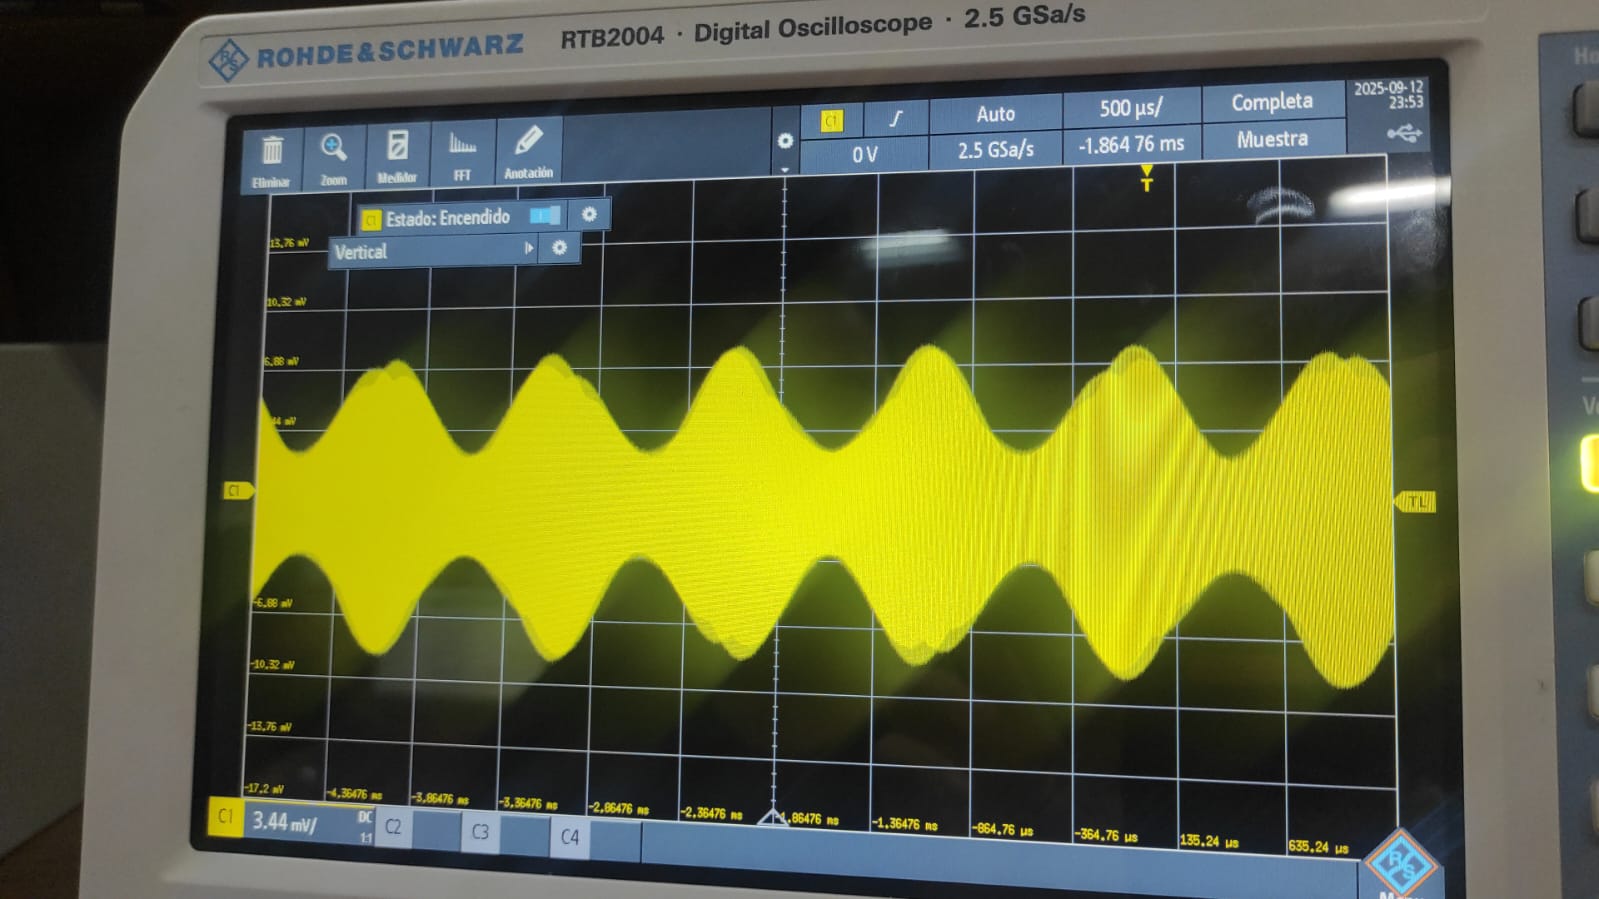 ROHDE & SCHWARZ RTB2004 · Digital Oscilloscope · 2.5 GSa/s
C1 Auto 500 µs/ Completa 2025-09-12
23:53
0 V 2.5 GSa/s -1.864 76 ms Muestra
Eliminar Zoom Medidor FFT Anotación
T
C1 Estado: Encendido
Vertical
13,76 mV
10,32 mV
6,88 mV
44 mV
C1
-6,88 mV
-10,32 mV
-13,76 mV
-17,2 mV
-4,36476 ms -3,86476 ms -3,36476 ms -2,86476 ms -2,36476 ms 1,86476 ms -1,36476 ms -864,76 µs -364,76 µs 135,24 µs 635,24 µs
C1 3.44 mV/ DC
1:1
C2 C3 C4
R&S